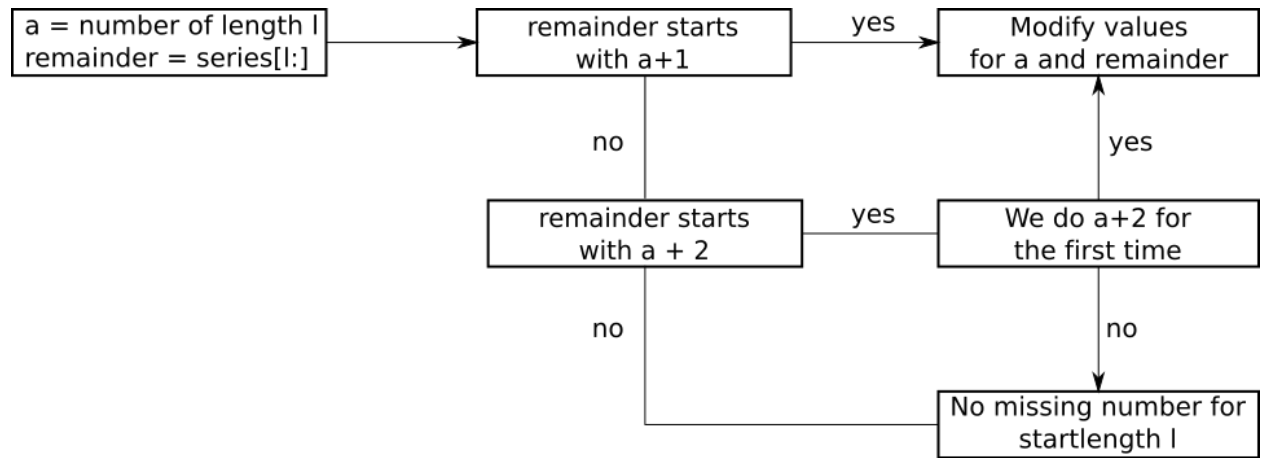 a = number of length l
remainder = series[l:]
remainder starts
with a+1
yes
Modify values
for a and remainder
no
yes
remainder starts
with a + 2
yes
We do a+2 for
the first time
no
no
No missing number for
startlength l